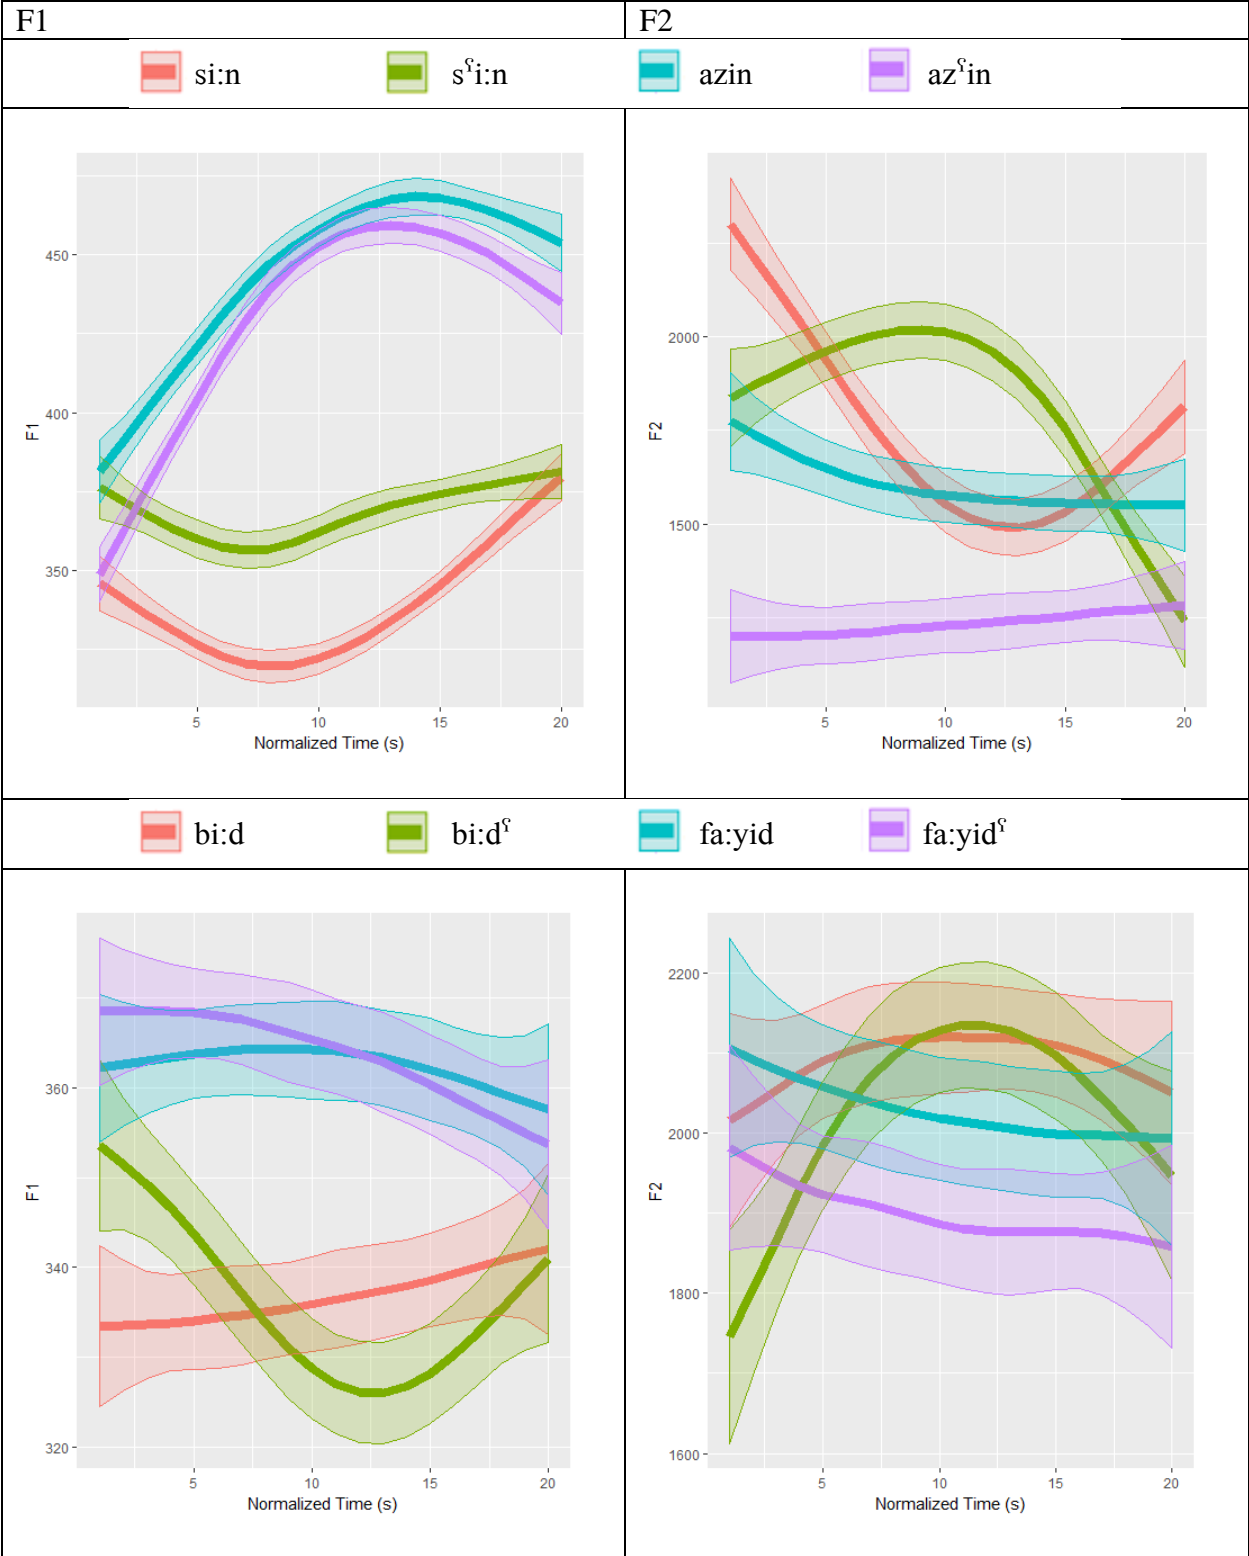 F1 F2
si:n sˤi:n azin azˤin
450
400
350
F1
5 10 15 20
Normalized Time (s)
2000
1500
F2
5 10 15 20
Normalized Time (s)
bi:d bi:dˤ fa:yid fa:yidˤ
360
340
320
F1
5 10 15 20
Normalized Time (s)
2200
2000
1800
1600
F2
5 10 15 20
Normalized Time (s)